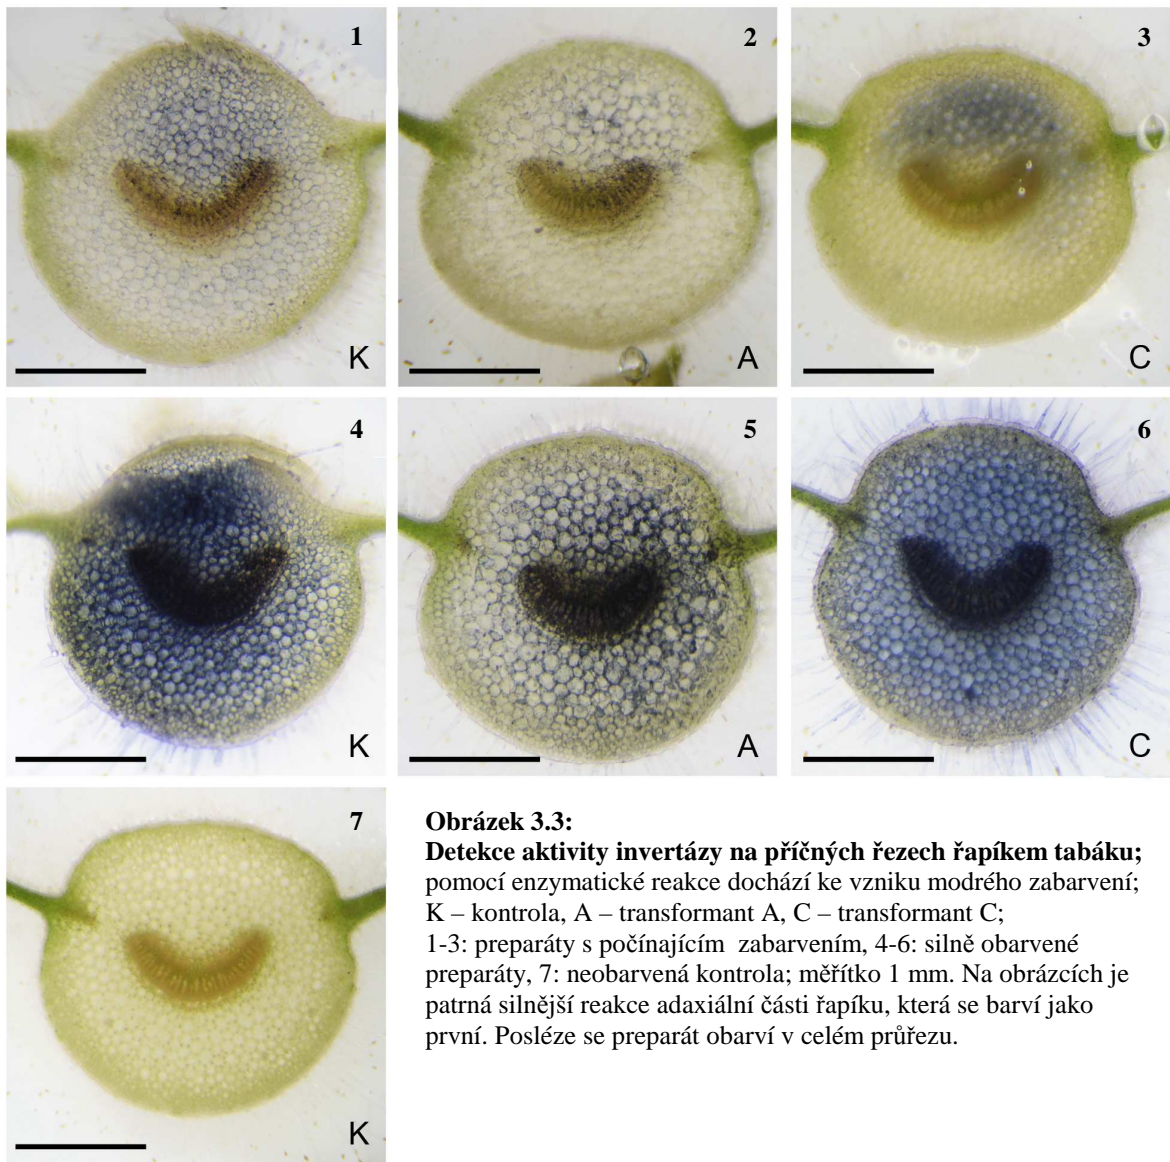 1
2
3
K
A
C
4
5
6
K
A
C
7
K
Obrázek 3.3:
Detekce aktivity invertázy na příčných řezech řapíkem tabáku;
pomocí enzymatické reakce dochází ke vzniku modrého zabarvení;
K – kontrola, A – transformant A, C – transformant C;
1-3: preparáty s počínajícím zabarvením, 4-6: silně obarvené
preparáty, 7: neobarvená kontrola; měřítko 1 mm. Na obrázcích je
patrná silnější reakce adaxiální části řapíku, která se barví jako
první. Posléze se preparát obarví v celém průřezu.